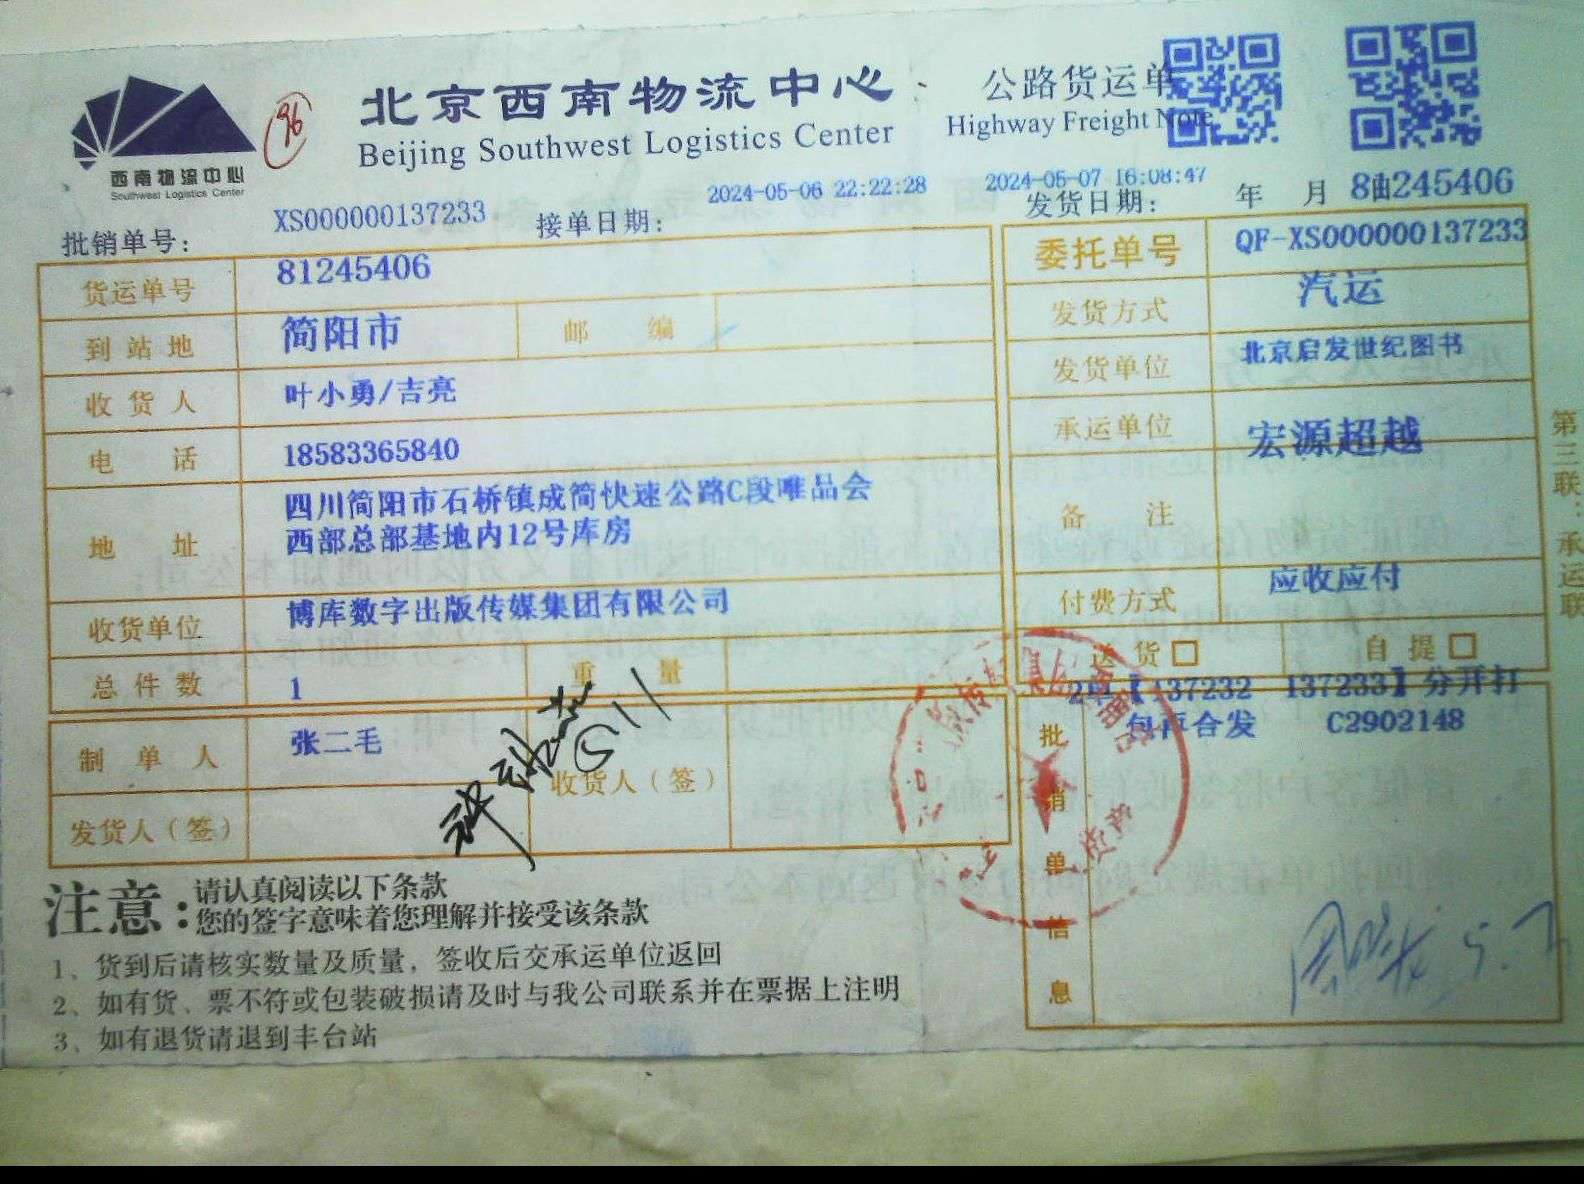 北京西南物流中心
公路货运单
Beijing Southwest Logistics Center
Highway Freight Note
西南物流中心
Southwest Logistics Center
96
批销单号：
XS000000137233
接单日期：
2024-05-06 22:22:28
2024-05-07 16:08:47
发货日期： 年 月
货运单号 81245406
委托单号 QF-XS000000137233
到站地 简阳市 邮编
发货方式 汽运
收货人 叶小勇/吉亮
发货单位 北京启发世纪图书
电话 18583365840
承运单位 宏源超越
地址 四川简阳市石桥镇成简快速公路C段唯品会
西部总部基地内12号库房
备注
收货单位 博库数字出版传媒集团有限公司
付费方式 应收应付
总件数 1 重量
送货 自提
制单人 张二毛
收货人（签）
发货人（签）
批销单信息
【137232 137233】分开打
包再合发 C2902148
第三联：承运联
注意：
请认真阅读以下条款
您的签字意味着您理解并接受该条款
1、货到后请核实数量及质量，签收后交承运单位返回
2、如有货、票不符或包装破损请及时与我公司联系并在票据上注明
3、如有退货请退到丰台站